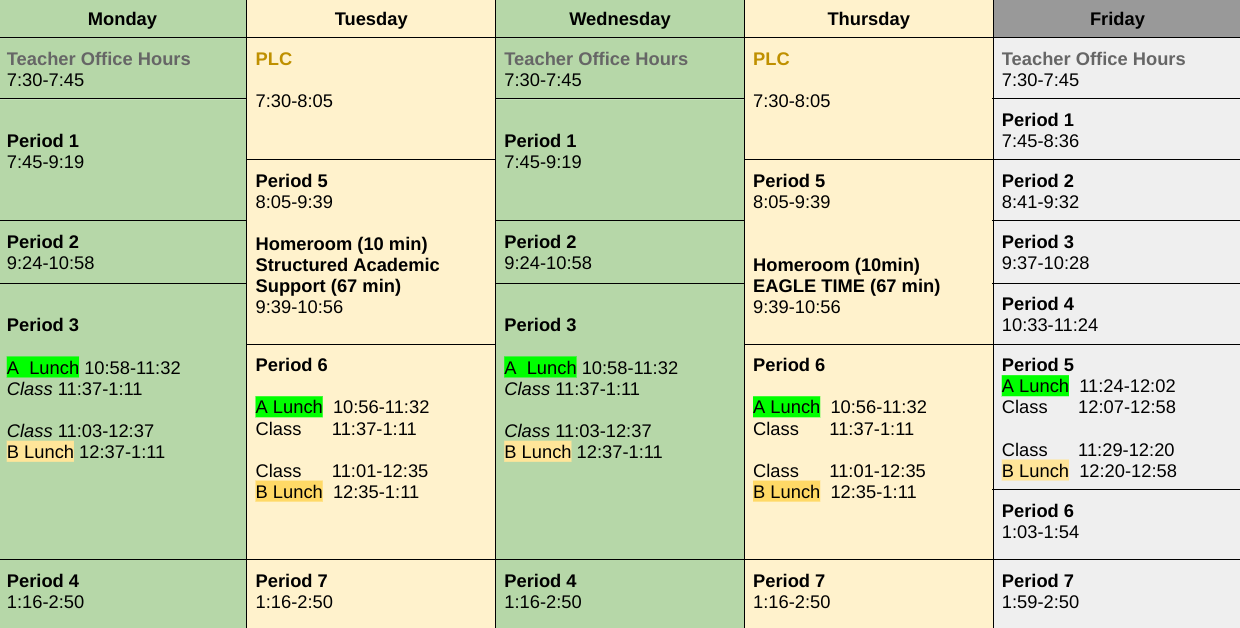 Monday
Tuesday
Wednesday
Thursday
Friday
Teacher Office Hours
7:30-7:45
Period 1
7:45-9:19
Period 2
9:24-10:58
Period 3
A  Lunch 10:58-11:32
Class 11:37-1:11
Class 11:03-12:37
B Lunch 12:37-1:11
Period 4
1:16-2:50
PLC
7:30-8:05
Period 5
8:05-9:39
Homeroom (10 min)
Structured Academic
Support (67 min)
9:39-10:56
Period 6
A Lunch 10:56-11:32
Class 11:37-1:11
Class 11:01-12:35
B Lunch 12:35-1:11
Period 7
1:16-2:50
Teacher Office Hours
7:30-7:45
Period 1
7:45-9:19
Period 2
9:24-10:58
Period 3
A  Lunch 10:58-11:32
Class 11:37-1:11
Class 11:03-12:37
B Lunch 12:37-1:11
Period 4
1:16-2:50
PLC
7:30-8:05
Period 5
8:05-9:39
Homeroom (10min)
EAGLE TIME (67 min)
9:39-10:56
Period 6
A Lunch 10:56-11:32
Class 11:37-1:11
Class 11:01-12:35
B Lunch 12:35-1:11
Period 7
1:16-2:50
Teacher Office Hours
7:30-7:45
Period 1
7:45-8:36
Period 2
8:41-9:32
Period 3
9:37-10:28
Period 4
10:33-11:24
Period 5
A Lunch 11:24-12:02
Class 12:07-12:58
Class 11:29-12:20
B Lunch 12:20-12:58
Period 6
1:03-1:54
Period 7
1:59-2:50